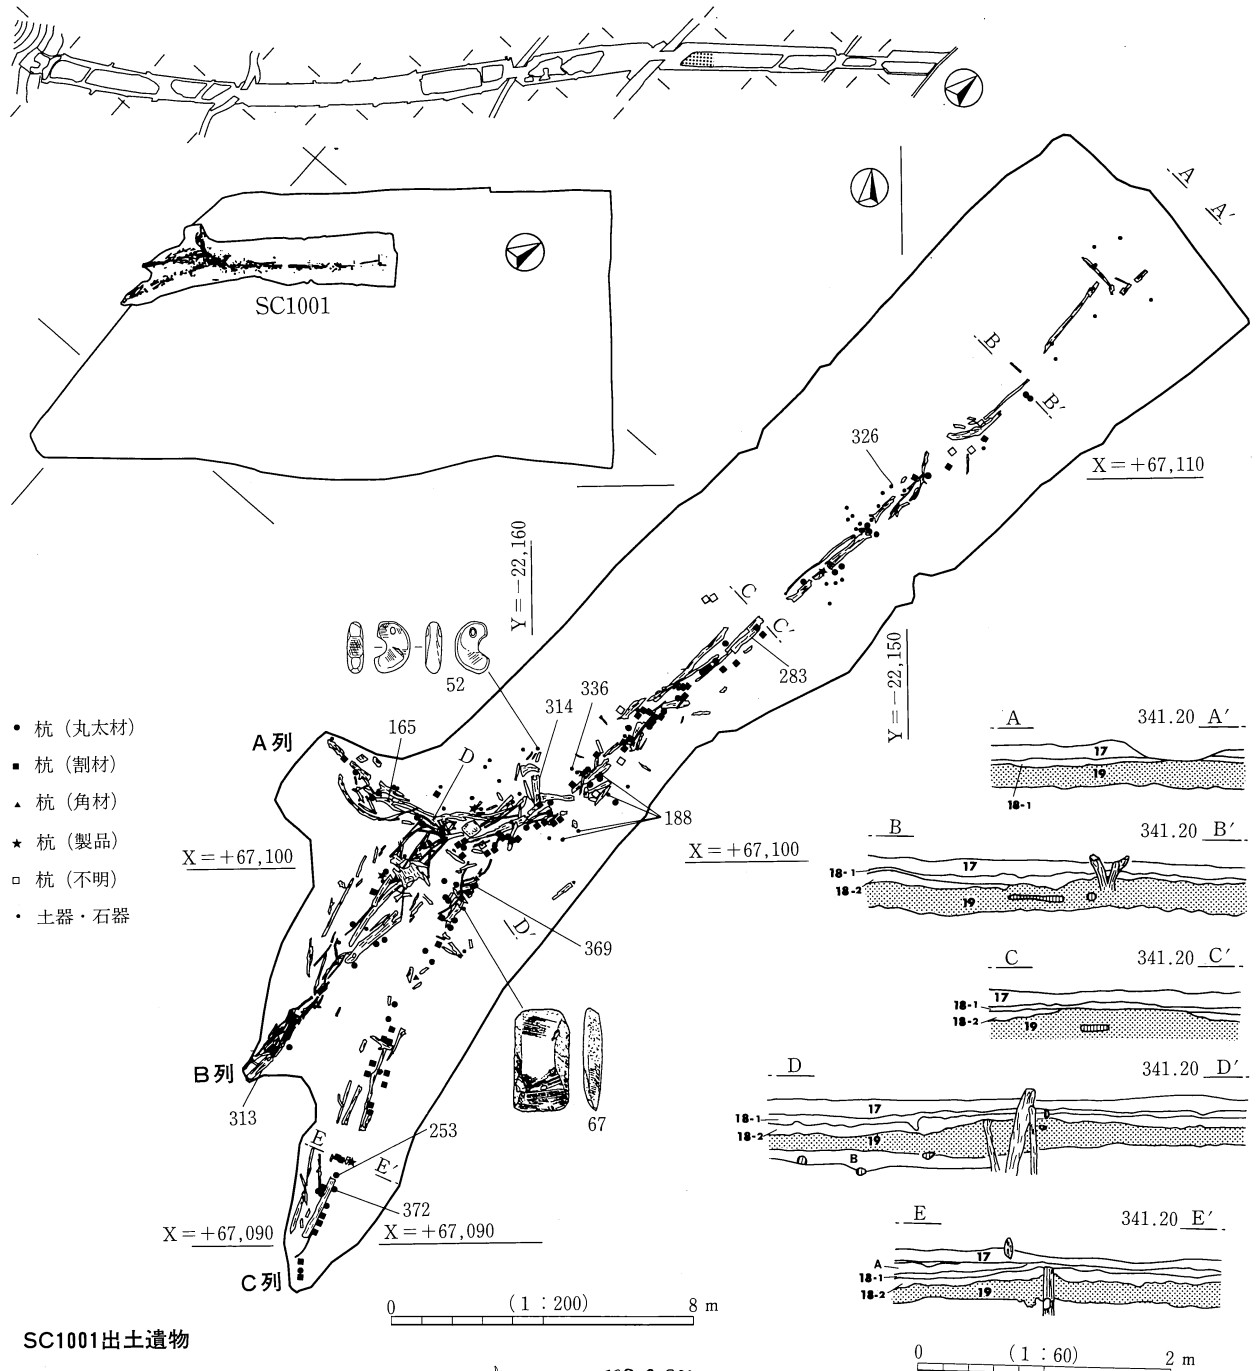 SC1001
A
A′
B
B′
326
X=+67,110
Y=−22,160
C
C′
283
Y=−22,150
52
336
314
165
A列
D
188
X=+67,100
X=+67,100
D′
369
● 杭（丸太材）
■ 杭（割材）
▲ 杭（角材）
★ 杭（製品）
□ 杭（不明）
・ 土器・石器
B列
313
67
E
253
E′
372
X=+67,090
X=+67,090
C列
A 341.20 A′
17
19
18-1
B 341.20 B′
17
18-1
18-2
19
C 341.20 C′
17
18-1
18-2
19
D 341.20 D′
17
18-1
18-2
19
B
E 341.20 E′
17
A
18-1
18-2
19
0 (1：200) 8 m
0 (1：60) 2 m
SC1001出土遺物